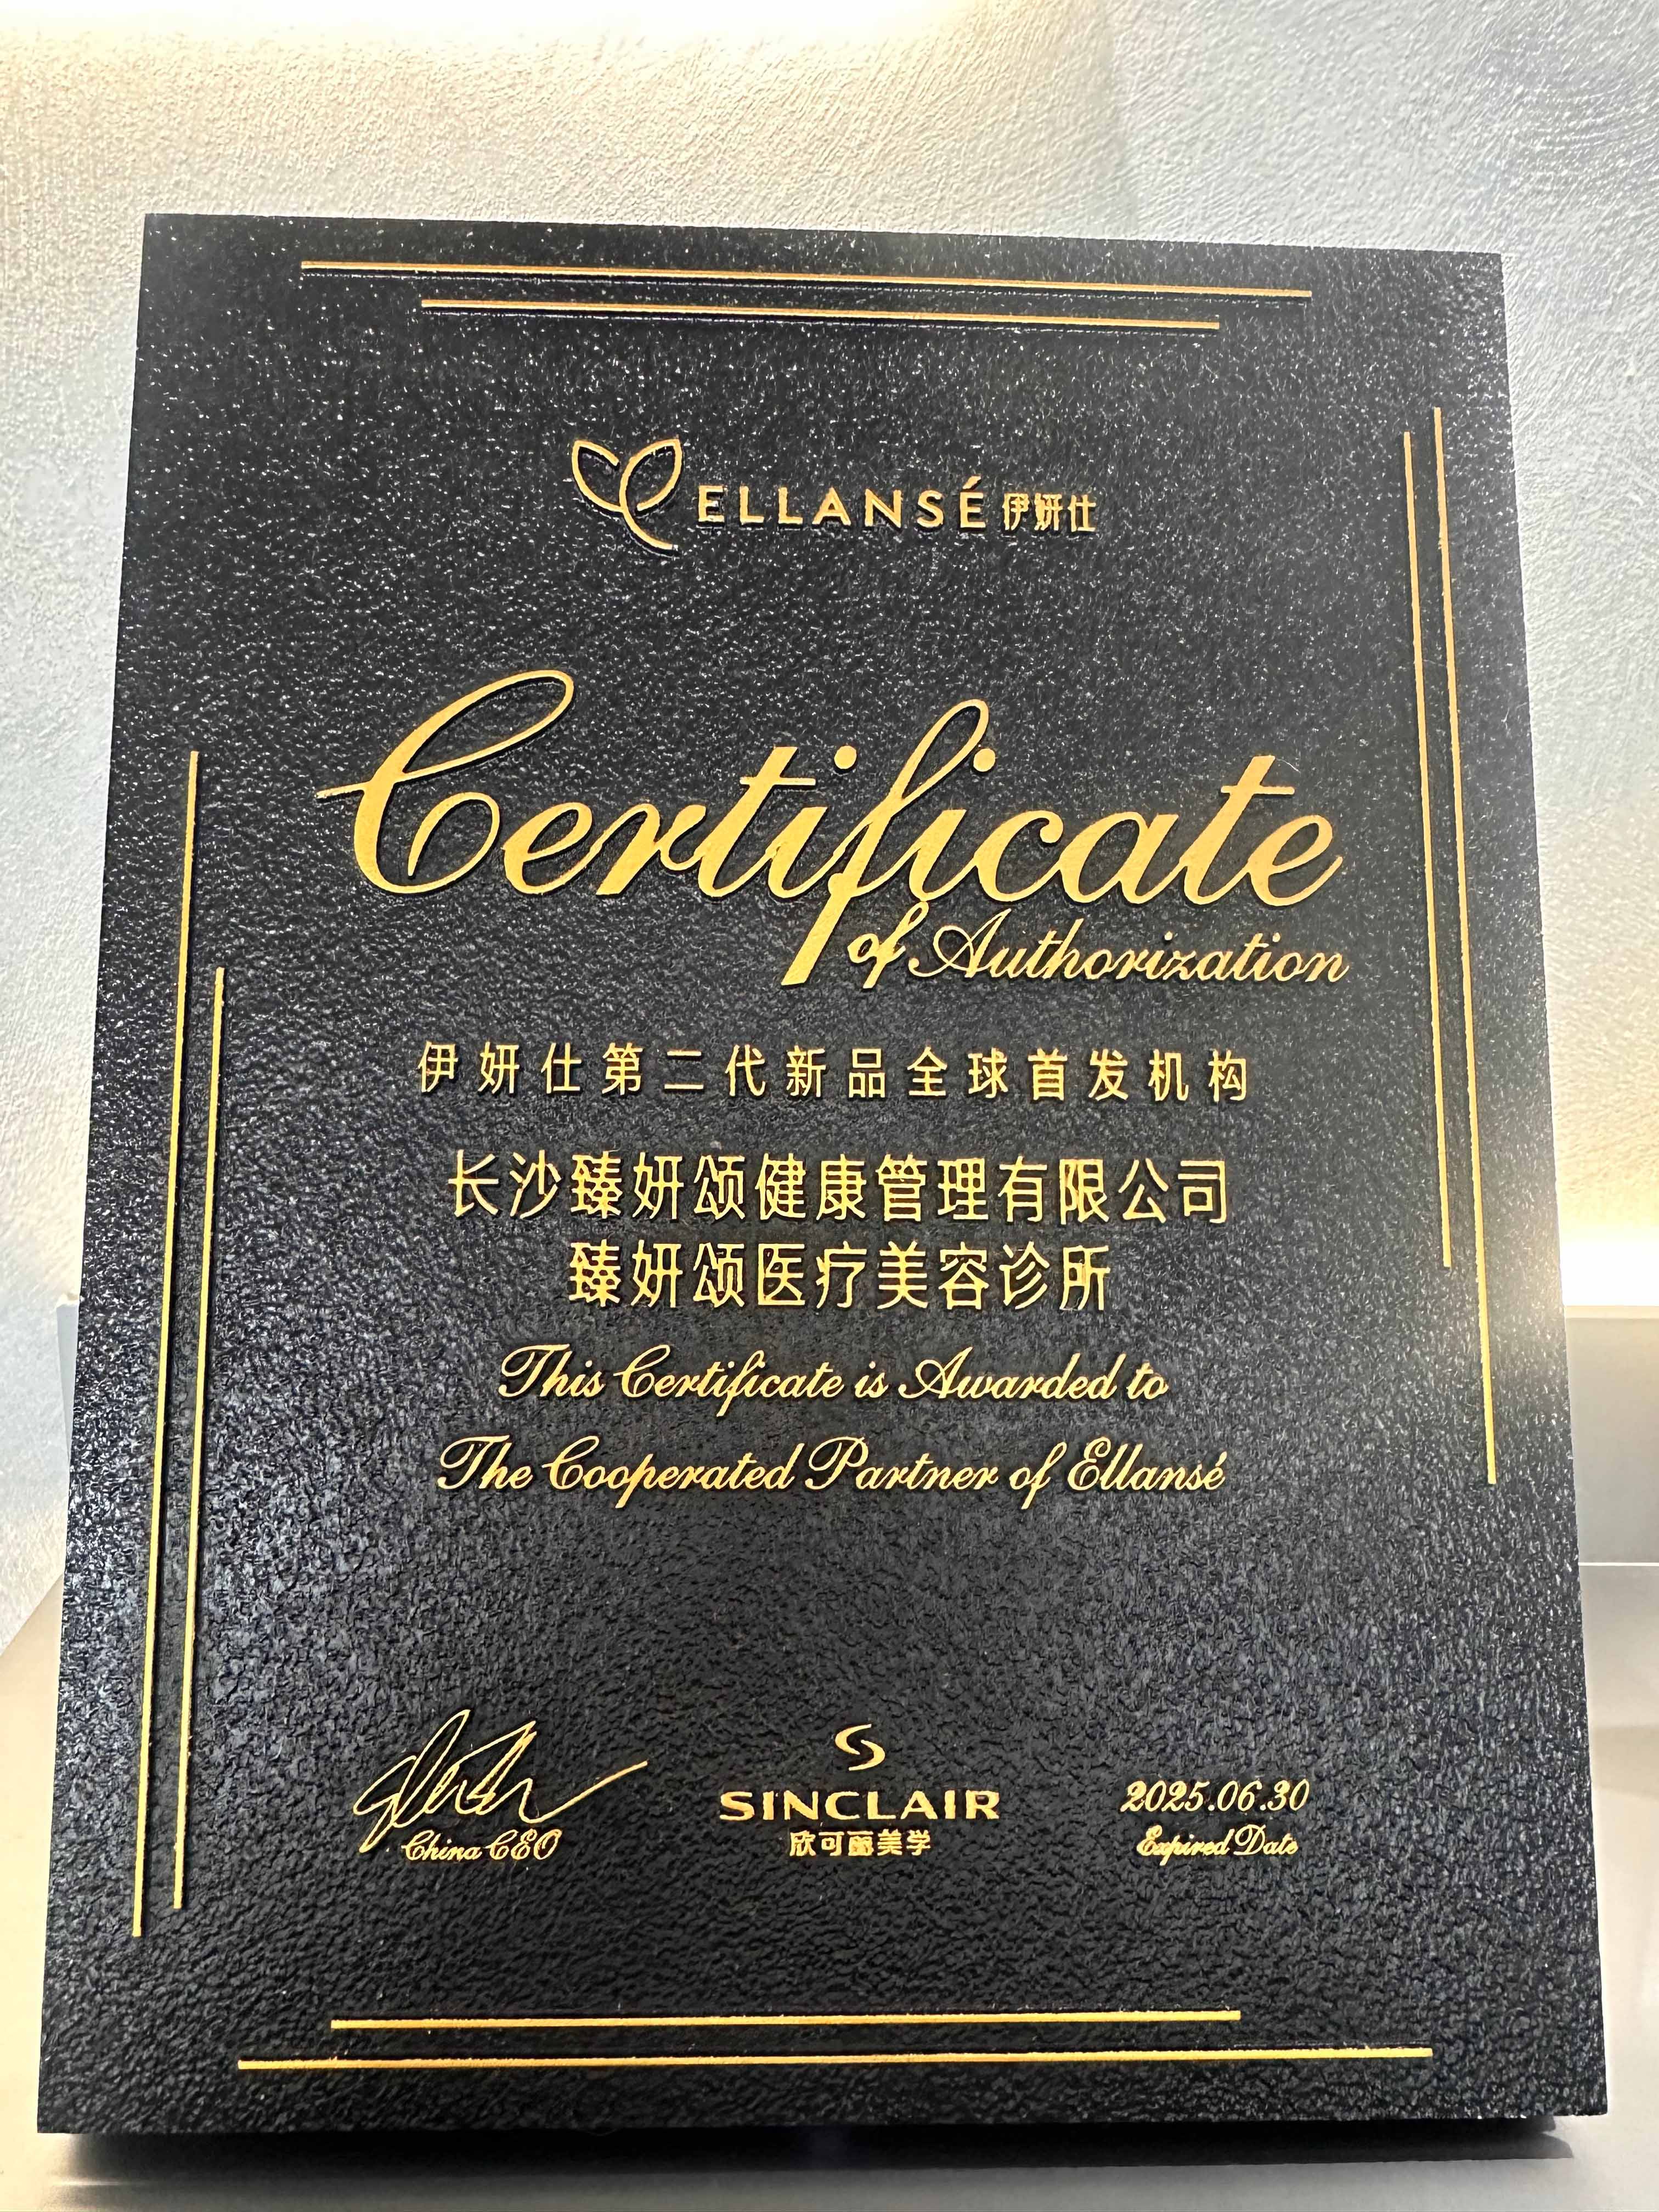 ELLANSÉ 伊妍仕
Certificate
of Authorization
伊妍仕第二代新品全球首发机构
长沙臻妍颂健康管理有限公司
臻妍颂医疗美容诊所
This Certificate is Awarded to
The Cooperated Partner of Ellansé
China CEO
SINCLAIR
欣可丽美学
2025.06.30
Expired Date